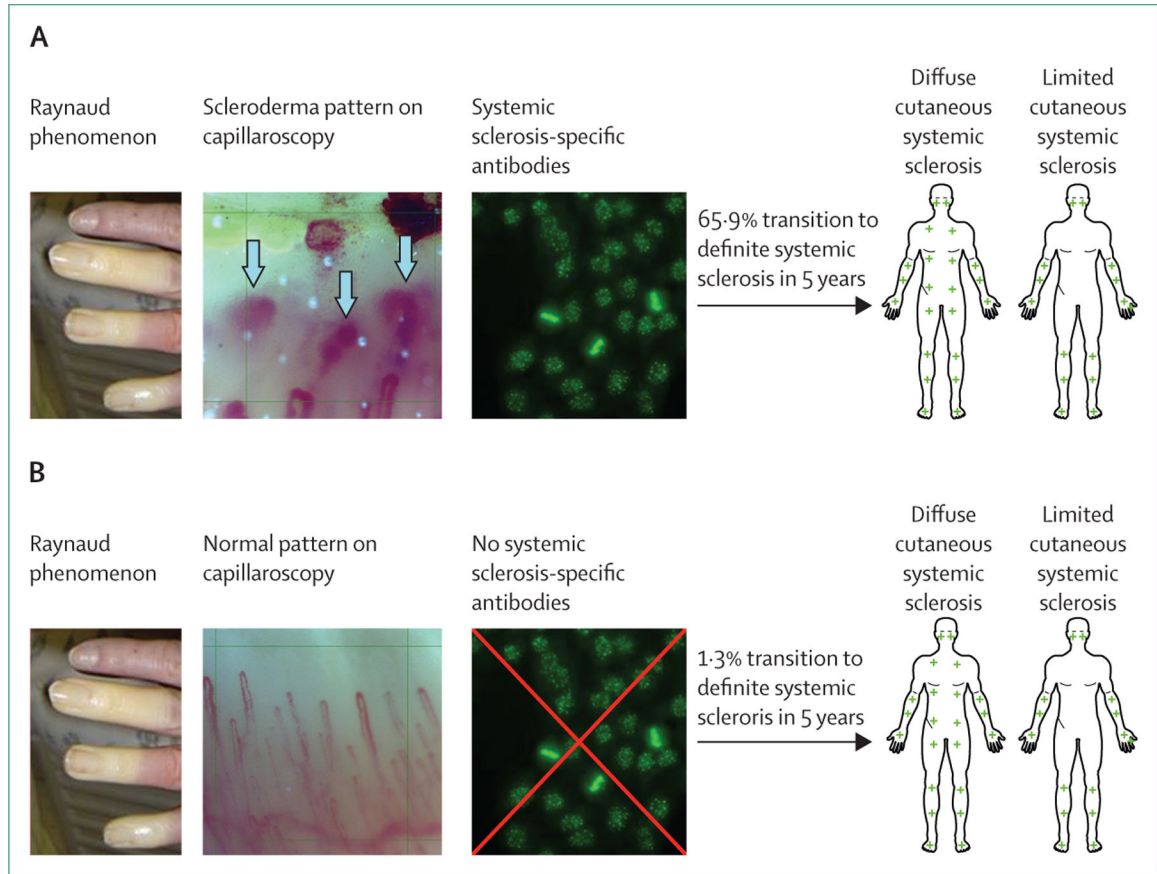 A
Raynaud
phenomenon
Scleroderma pattern on
capillaroscopy
Systemic
sclerosis-specific
antibodies
65·9% transition to
definite systemic
sclerosis in 5 years
Diffuse
cutaneous
systemic
sclerosis
Limited
cutaneous
systemic
sclerosis
B
Raynaud
phenomenon
Normal pattern on
capillaroscopy
No systemic
sclerosis-specific
antibodies
1·3% transition to
definite systemic
scleroris in 5 years
Diffuse
cutaneous
systemic
sclerosis
Limited
cutaneous
systemic
sclerosis